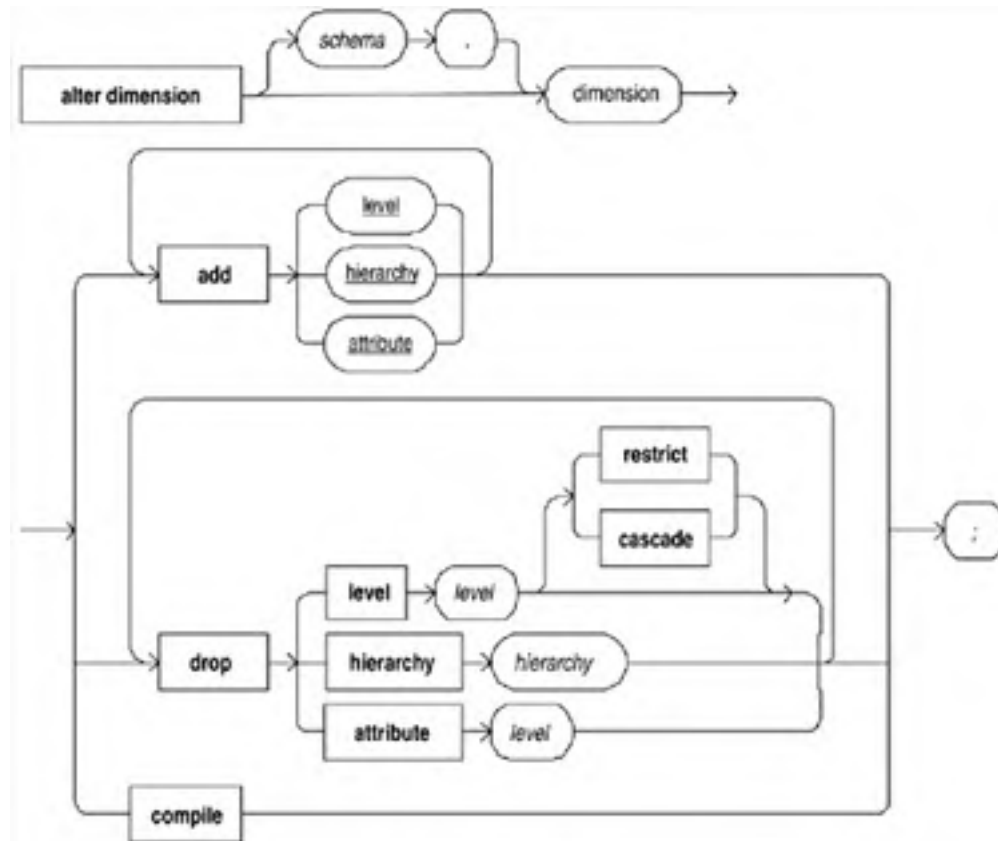 schema .
alter dimension dimension
level
add hierarchy
attribute
restrict
cascade ;
level level
drop hierarchy hierarchy
attribute level
compile